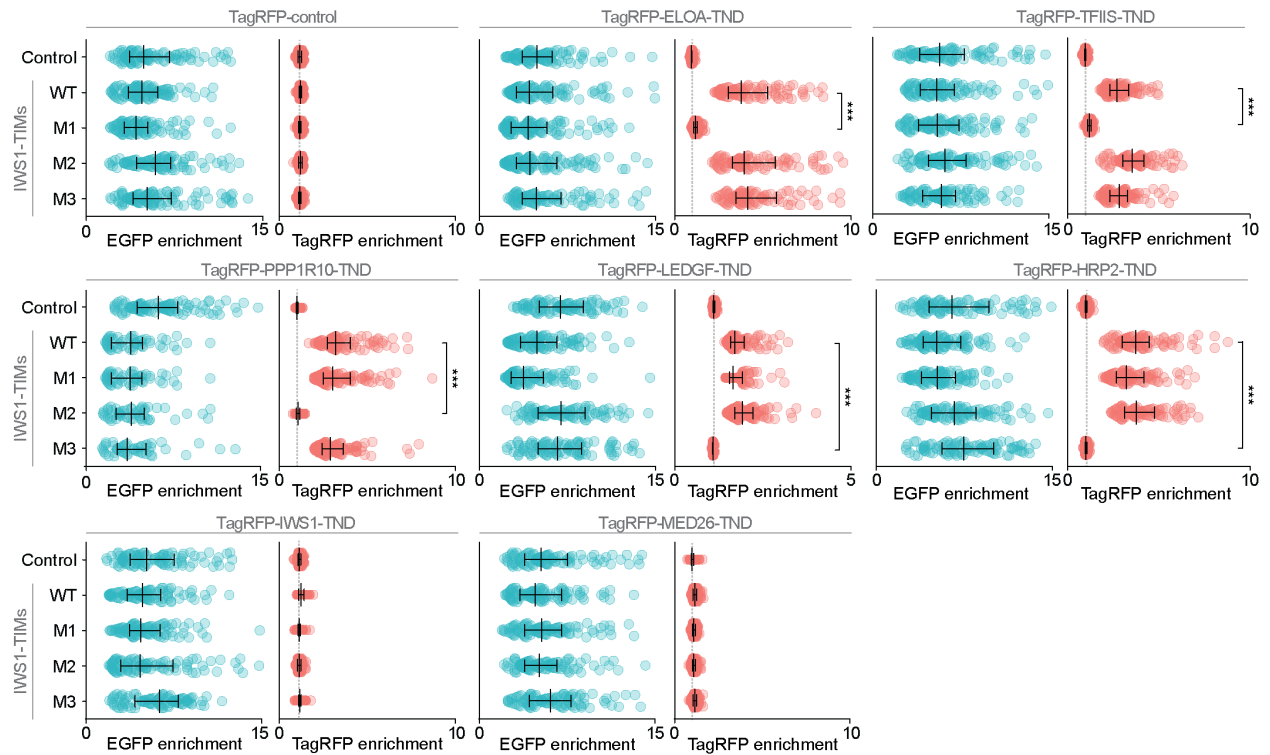 TagRFP-control
TagRFP-ELOA-TND
TagRFP-TFIIS-TND
Control
WT
M1
M2
M3
IWS1-TIMs
***
***
0 EGFP enrichment 15
0 TagRFP enrichment 10
0 EGFP enrichment 15
0 TagRFP enrichment 10
0 EGFP enrichment 15
0 TagRFP enrichment 10
TagRFP-PPP1R10-TND
TagRFP-LEDGF-TND
TagRFP-HRP2-TND
Control
WT
M1
M2
M3
IWS1-TIMs
***
***
***
0 EGFP enrichment 15
0 TagRFP enrichment 10
0 EGFP enrichment 15
0 TagRFP enrichment 5
0 EGFP enrichment 15
0 TagRFP enrichment 10
TagRFP-IWS1-TND
TagRFP-MED26-TND
Control
WT
M1
M2
M3
IWS1-TIMs
0 EGFP enrichment 15
0 TagRFP enrichment 10
0 EGFP enrichment 15
0 TagRFP enrichment 10